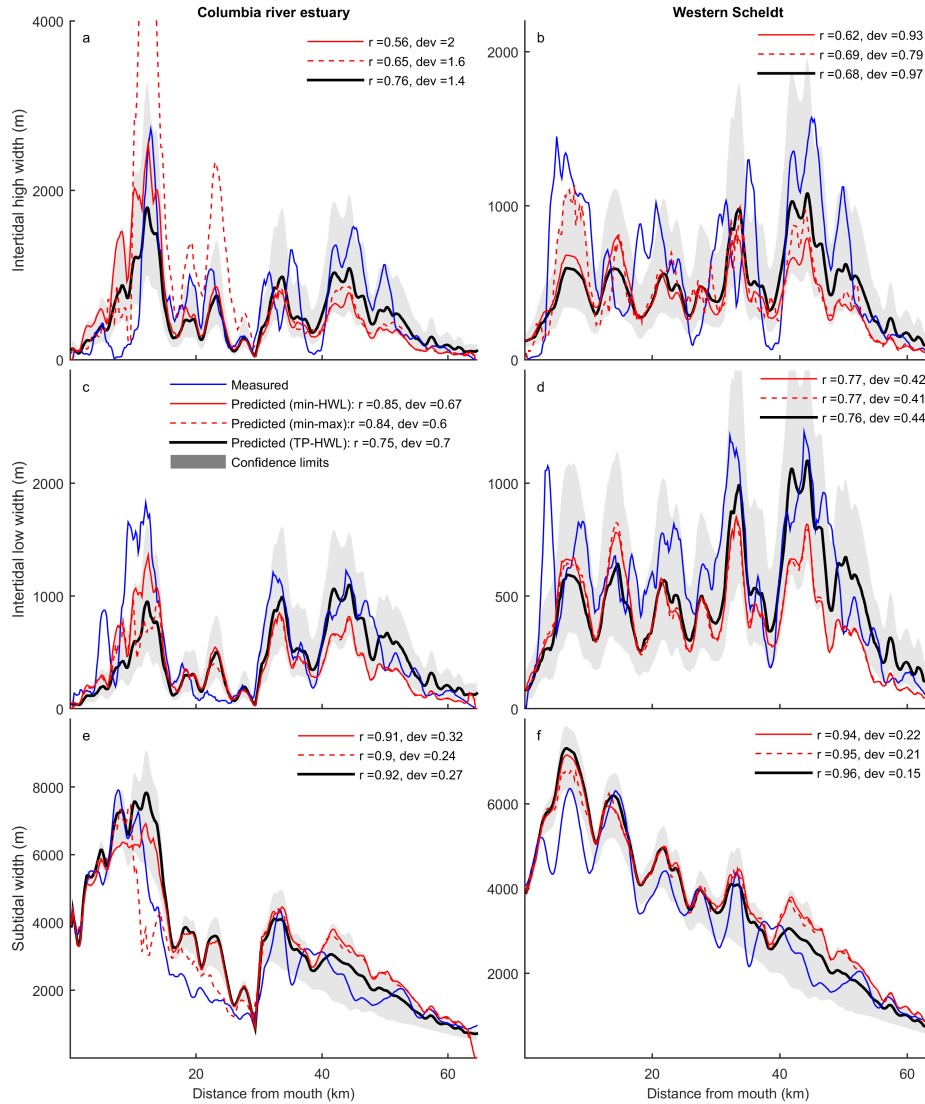 Columbia river estuary
Western Scheldt
a
r =0.56, dev =2
r =0.65, dev =1.6
r =0.76, dev =1.4
4000
2000
0
Intertidal high width (m)
b
r =0.62, dev =0.93
r =0.69, dev =0.79
r =0.68, dev =0.97
2000
1000
0
c
Measured
Predicted (min-HWL): r =0.85, dev =0.67
Predicted (min-max):r =0.84, dev =0.6
Predicted (TP-HWL): r =0.75, dev =0.7
Confidence limits
2000
1000
0
Intertidal low width (m)
d
r =0.77, dev =0.42
r =0.77, dev =0.41
r =0.76, dev =0.44
1000
500
0
e
r =0.91, dev =0.32
r =0.9, dev =0.24
r =0.92, dev =0.27
8000
6000
4000
2000
Subtidal width (m)
20
40
60
Distance from mouth (km)
f
r =0.94, dev =0.22
r =0.95, dev =0.21
r =0.96, dev =0.15
6000
4000
2000
20
40
60
Distance from mouth (km)